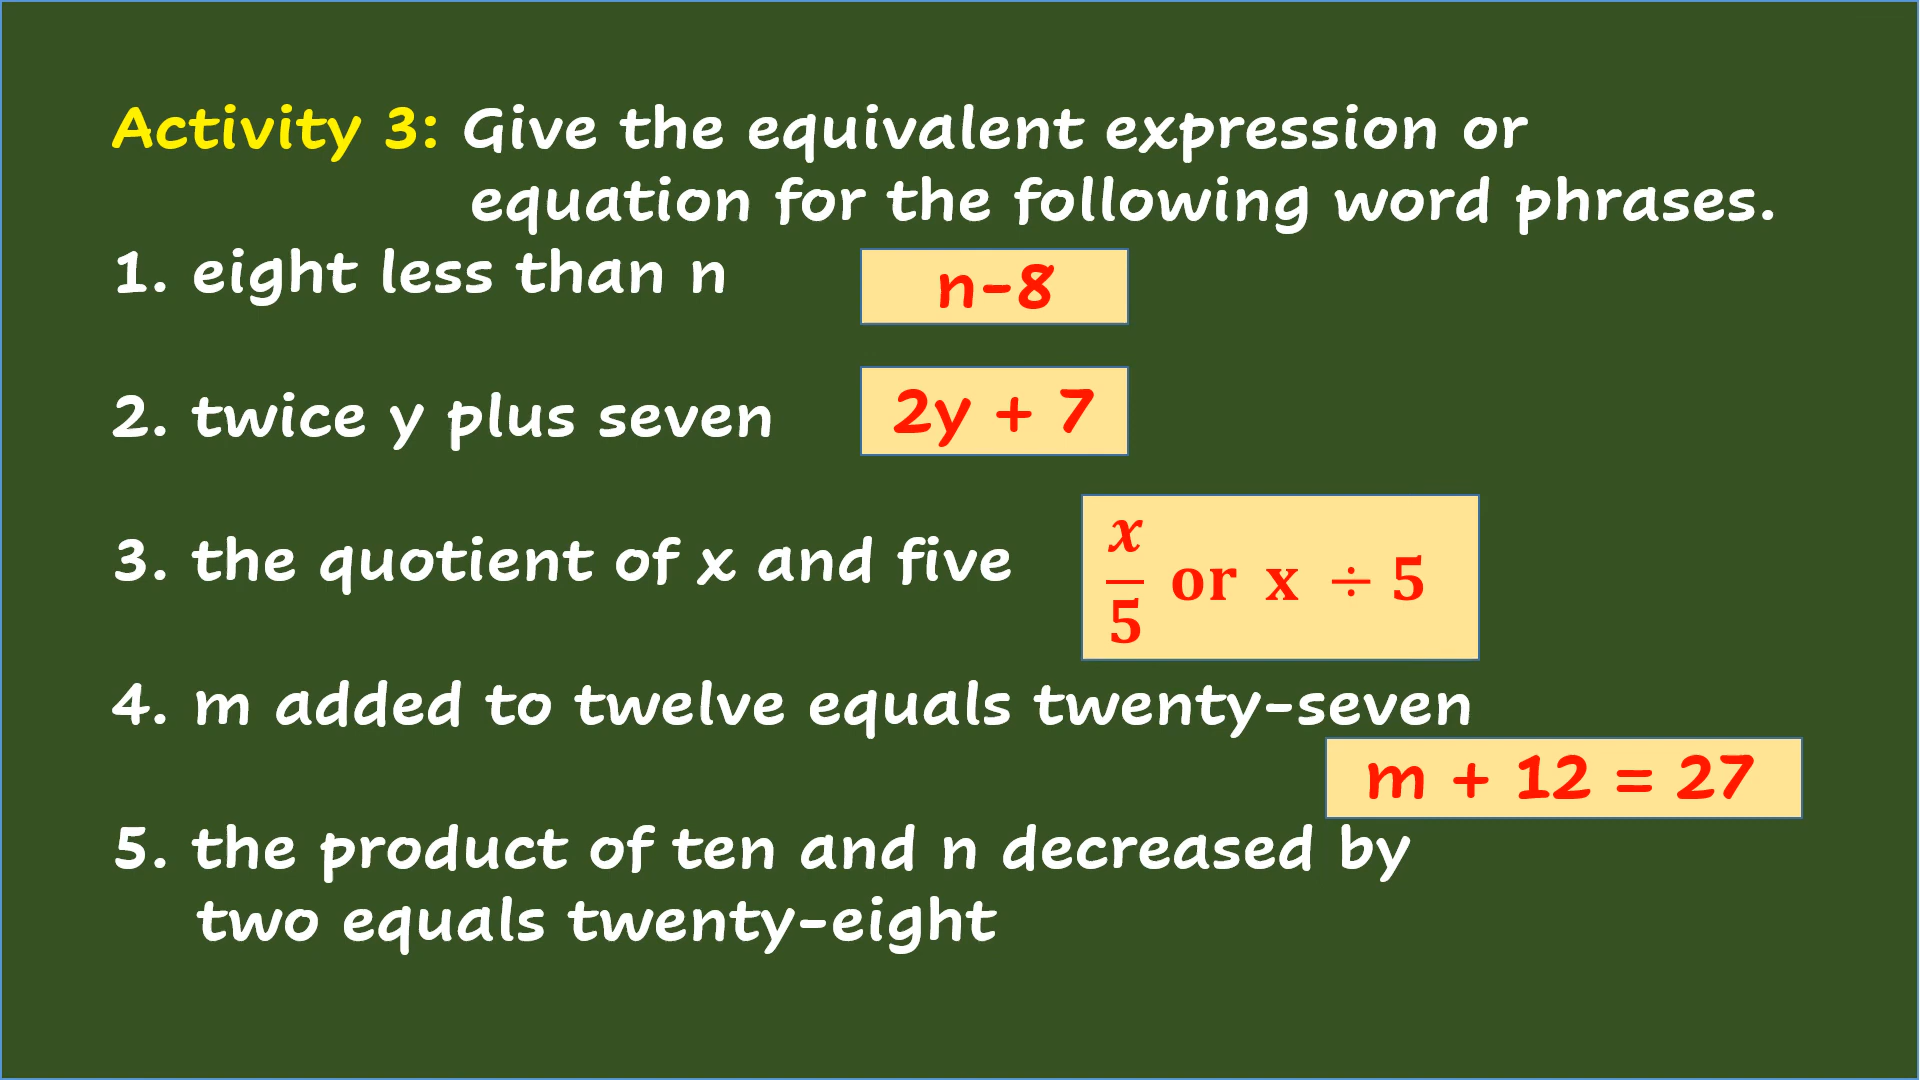 Activity 3: Give the equivalent expression or
equation for the following word phrases.
1. eight less than n
n-8
2. twice y plus seven
2y + 7
3. the quotient of x and five
x/5 or x ÷ 5
4. m added to twelve equals twenty-seven
m + 12 = 27
5. the product of ten and n decreased by
two equals twenty-eight